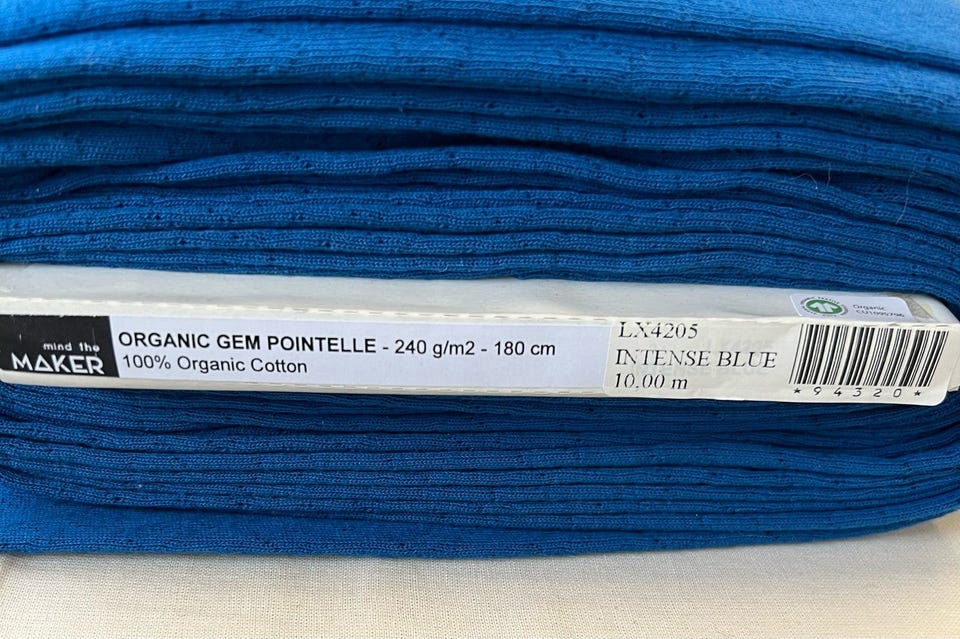 mind the
MAKER
ORGANIC GEM POINTELLE - 240 g/m2 - 180 cm
100% Organic Cotton
LX4205
INTENSE BLUE
10.00 m
*94320*
Organic